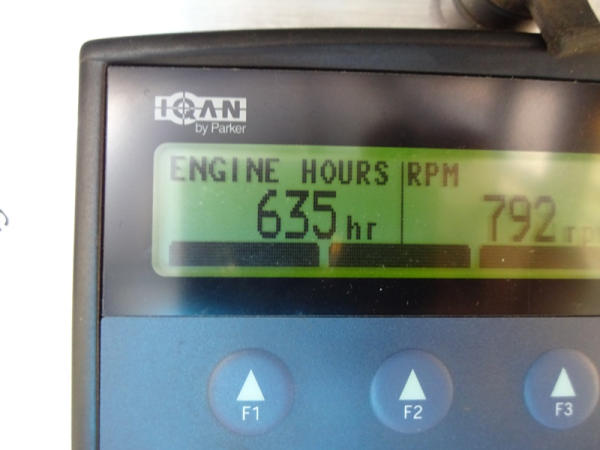 IQAN
by Parker
ENGINE HOURS RPM
635 hr 792
F1 F2 F3